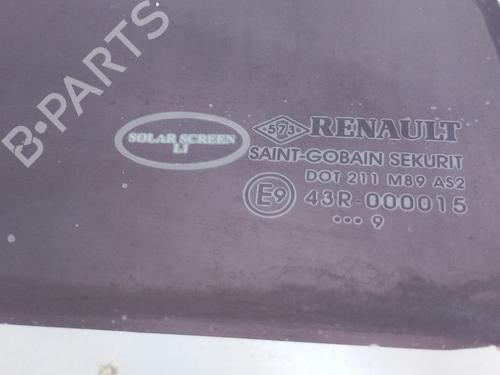 B-PARTS
SOLAR SCREEN
LT
573 RENAULT
SAINT-GOBAIN SEKURIT
DOT 211 M89 AS2
E9 43R-000015
••• 9